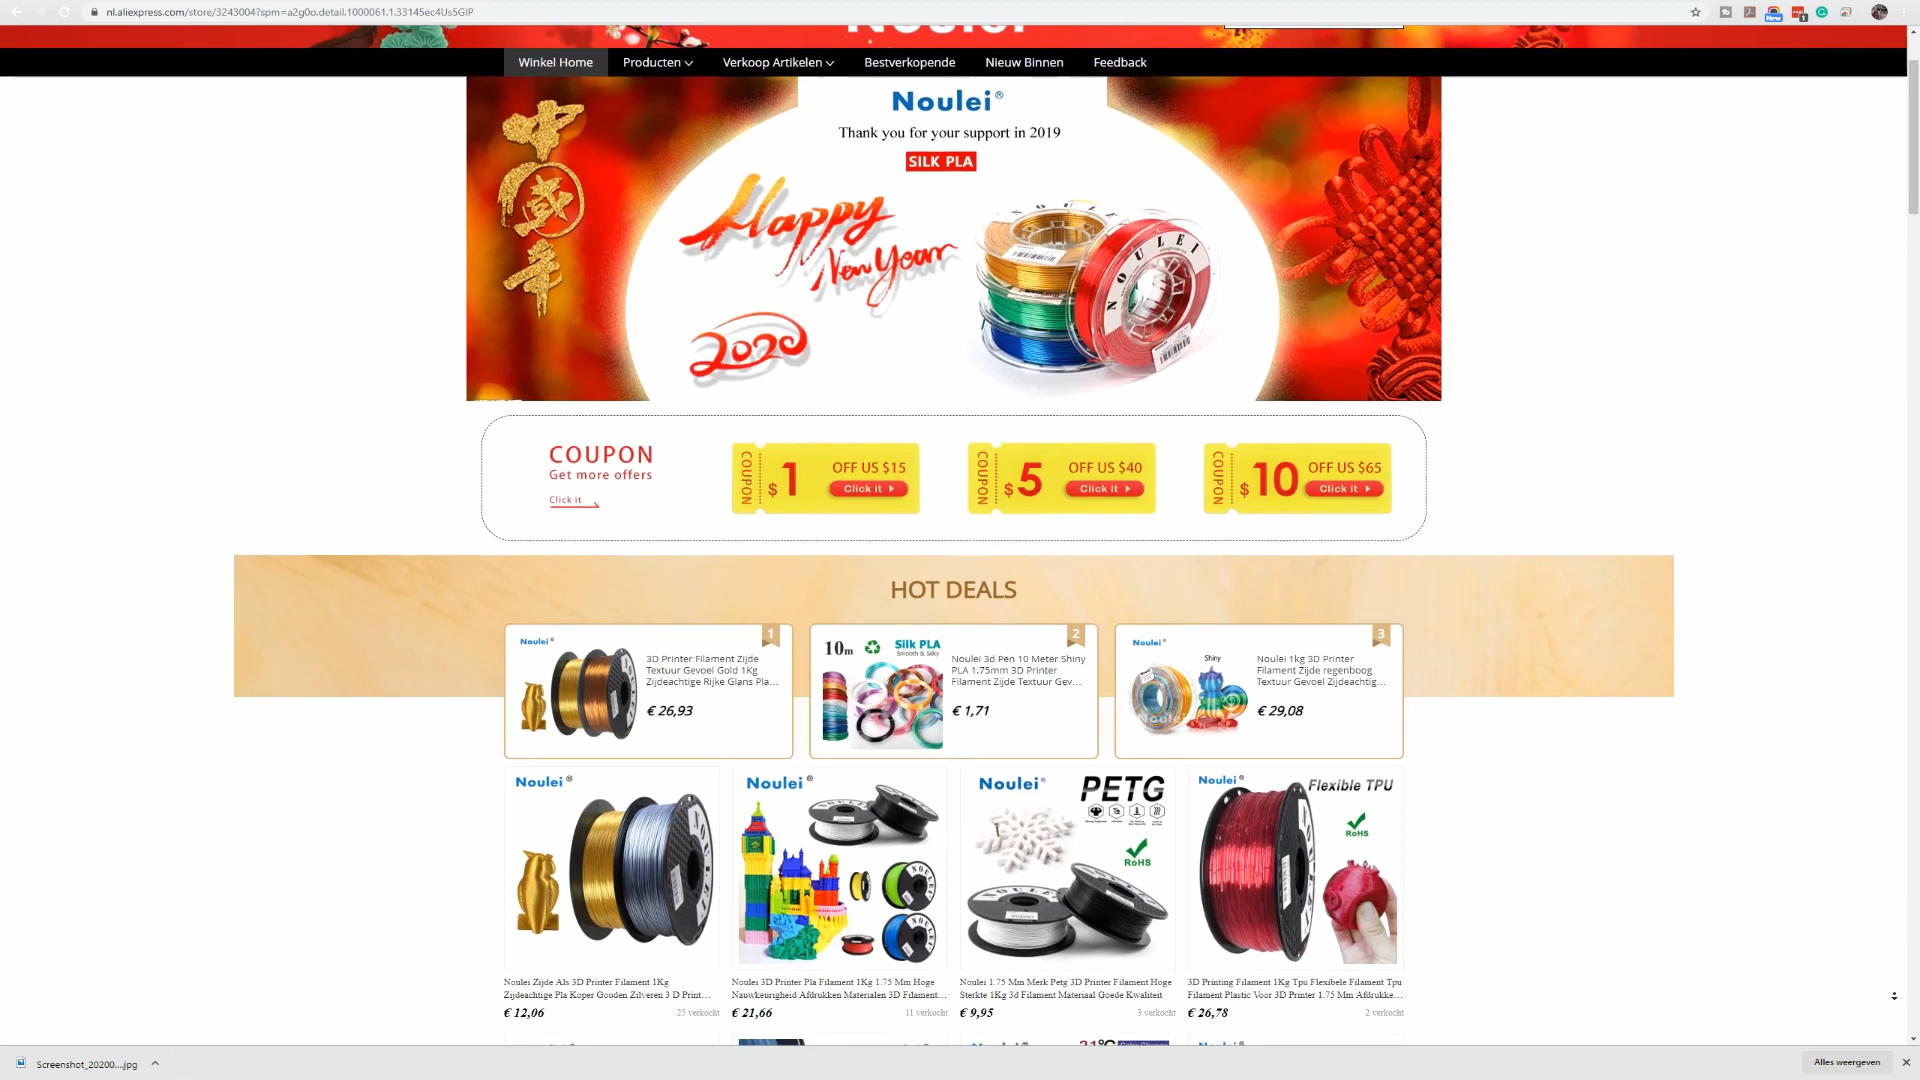 nl.aliexpress.com/store/3243004?spm=a2g0o.detail.1000061.1.33145ec4Us5GIP
Noulei
Winkel Home
Producten
Verkoop Artikelen
Bestverkopende
Nieuw Binnen
Feedback
中國年
Noulei®
Thank you for your support in 2019
SILK PLA
Happy
New Year
2020
NOULEI
COUPON
Get more offers
Click it
COUPON
$1
OFF US $15
Click it
COUPON
$5
OFF US $40
Click it
COUPON
$10
OFF US $65
Click it
HOT DEALS
Noulei®
1
3D Printer Filament Zijde
Textuur Gevoel Gold 1Kg
Zijdeachtige Rijke Glans Pla...
€ 26,93
10m
Silk PLA
Smooth & Silky
2
Noulei 3d Pen 10 Meter Shiny
PLA 1.75mm 3D Printer
Filament Zijde Textuur Gev...
€ 1,71
Noulei®
Shiny
Noulei
3
Noulei 1kg 3D Printer
Filament Zijde regenboog
Textuur Gevoel Zijdeachtig...
€ 29,08
Noulei®
NOULEI
Noulei Zijde Als 3D Printer Filament 1Kg
Zijdeachtige Pla Koper Gouden Zilveren 3 D Print...
€ 12,06
25 verkocht
Noulei®
NOULEI
Noulei 3D Printer Pla Filament 1Kg 1.75 Mm Hoge
Nauwkeurigheid Afdrukken Materialen 3D Filament...
€ 21,66
11 verkocht
Noulei®
PETG
RoHS
NOULEI
Noulei 1.75 Mm Merk Petg 3D Printer Filament Hoge
Sterkte 1Kg 3d Filament Materiaal Goede Kwaliteit
€ 9,95
3 verkocht
Noulei®
Flexible TPU
RoHS
NOULEI
3D Printing Filament 1Kg Tpu Flexibele Filament Tpu
Filament Plastic Voor 3D Printer 1.75 Mm Afdrukke...
€ 26,78
2 verkocht
31°C
Screenshot_20200....jpg
Alles weergeven